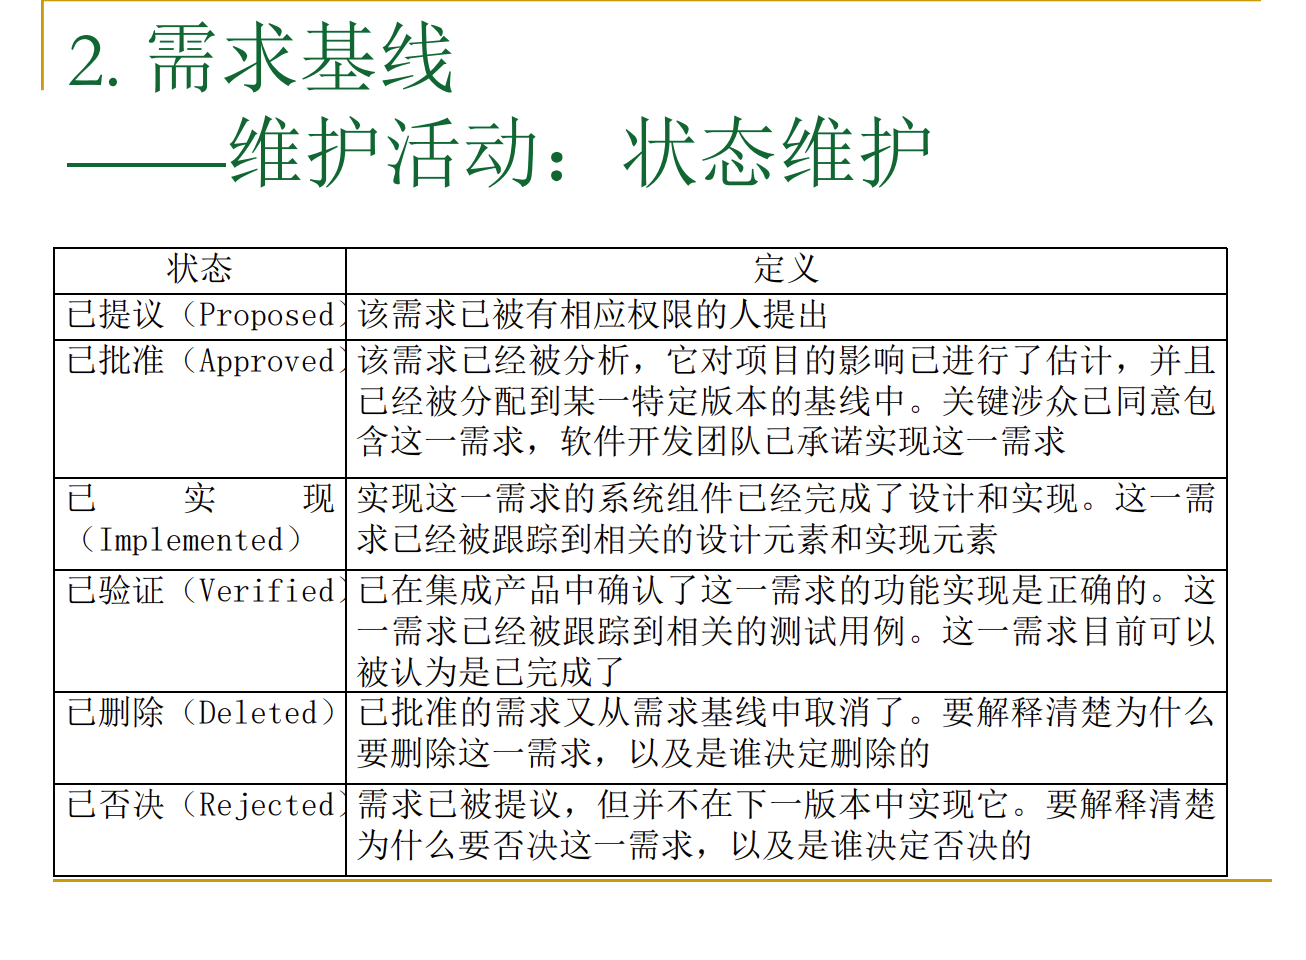 2. 需求基线
——维护活动：状态维护
状态
定义
已提议（Proposed）
该需求已被有相应权限的人提出
已批准（Approved）
该需求已经被分析，它对项目的影响已进行了估计，并且
已经被分配到某一特定版本的基线中。关键涉众已同意包
含这一需求，软件开发团队已承诺实现这一需求
已实现
（Implemented）
实现这一需求的系统组件已经完成了设计和实现。这一需
求已经被跟踪到相关的设计元素和实现元素
已验证（Verified）
已在集成产品中确认了这一需求的功能实现是正确的。这
一需求已经被跟踪到相关的测试用例。这一需求目前可以
被认为是已完成了
已删除（Deleted）
已批准的需求又从需求基线中取消了。要解释清楚为什么
要删除这一需求，以及是谁决定删除的
已否决（Rejected）
需求已被提议，但并不在下一版本中实现它。要解释清楚
为什么要否决这一需求，以及是谁决定否决的